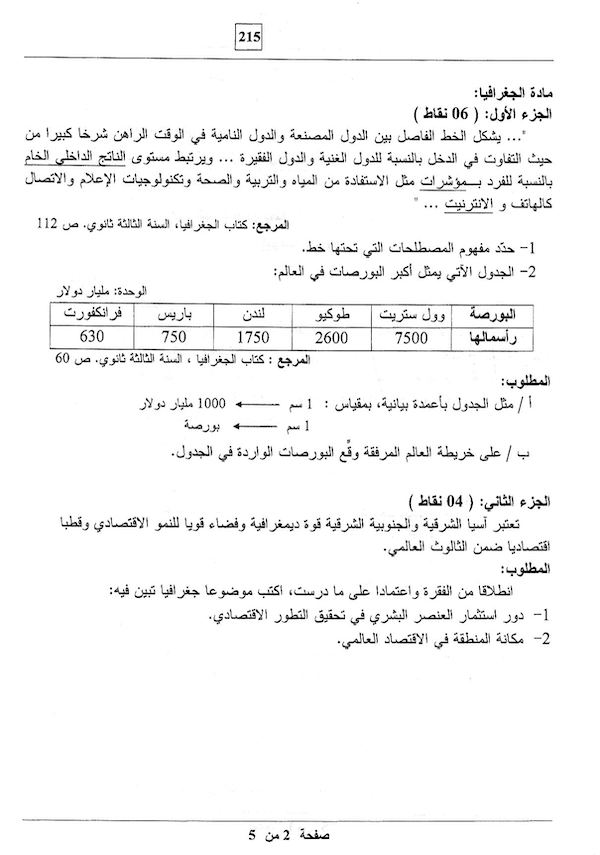 215
مادة الجغرافيا:
الجزء الأول: ( 06 نقاط )
"... يشكل الخط الفاصل بين الدول المصنعة والدول النامية في الوقت الراهن شرخا كبيرا من
حيث التفاوت في الدخل بالنسبة للدول الغنية والدول الفقيرة ... ويرتبط مستوى الناتج الداخلي الخام
بالنسبة للفرد بـــمؤشرات مثل الاستفادة من المياه والتربية والصحة وتكنولوجيات الإعلام والاتصال
كالهاتف و الانترنيت ... "
المرجع: كتاب الجغرافيا، السنة الثالثة ثانوي. ص 112
1- حدّد مفهوم المصطلحات التي تحتها خط.
2- الجدول الآتي يمثل أكبر البورصات في العالم:
الوحدة: مليار دولار
البورصة وول ستريت طوكيو لندن باريس فرانكفورت
رأسمالها 7500 2600 1750 750 630
المرجع : كتاب الجغرافيا ، السنة الثالثة ثانوي. ص 60
المطلوب:
أ / مثل الجدول بأعمدة بيانية، بمقياس : 1 سم ← 1000 مليار دولار
1 سم ← بورصة
ب / على خريطة العالم المرفقة وقِّع البورصات الواردة في الجدول.
الجزء الثاني: ( 04 نقاط )
تعتبر آسيا الشرقية والجنوبية الشرقية قوة ديمغرافية وفضاء قويا للنمو الاقتصادي وقطبا
اقتصاديا ضمن الثالوث العالمي.
المطلوب:
انطلاقا من الفقرة واعتمادا على ما درست، اكتب موضوعا جغرافيا تبين فيه:
1- دور استثمار العنصر البشري في تحقيق التطور الاقتصادي.
2- مكانة المنطقة في الاقتصاد العالمي.
صفحة 2 من 5